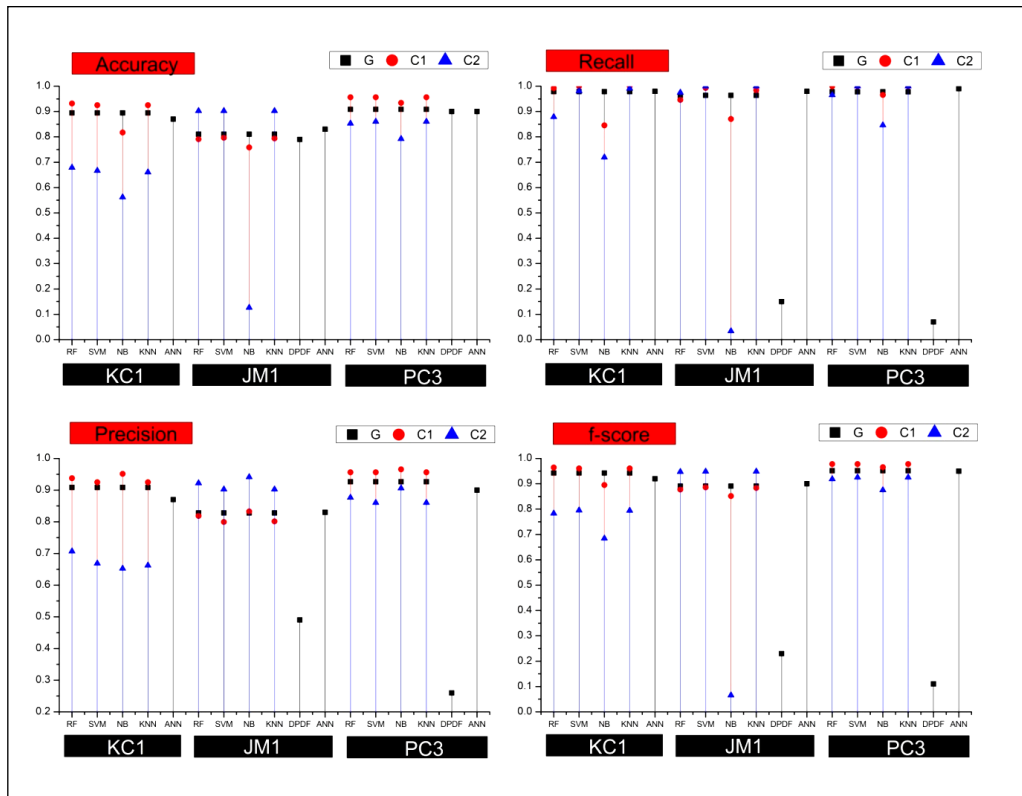 Accuracy
G C1 C2
1.0
0.9
0.8
0.7
0.6
0.5
0.4
0.3
0.2
0.1
0.0
RF SVM NB KNN ANN RF SVM NB KNN DPDF ANN RF SVM NB KNN DPDF ANN
KC1 JM1 PC3
Recall
G C1 C2
1.0
0.9
0.8
0.7
0.6
0.5
0.4
0.3
0.2
0.1
0.0
RF SVM NB KNN ANN RF SVM NB KNN DPDF ANN RF SVM NB KNN DPDF ANN
KC1 JM1 PC3
Precision
G C1 C2
1.0
0.9
0.8
0.7
0.6
0.5
0.4
0.3
0.2
RF SVM NB KNN ANN RF SVM NB KNN DPDF ANN RF SVM NB KNN DPDF ANN
KC1 JM1 PC3
f-score
G C1 C2
1.0
0.9
0.8
0.7
0.6
0.5
0.4
0.3
0.2
0.1
0.0
RF SVM NB KNN ANN RF SVM NB KNN DPDF ANN RF SVM NB KNN DPDF ANN
KC1 JM1 PC3